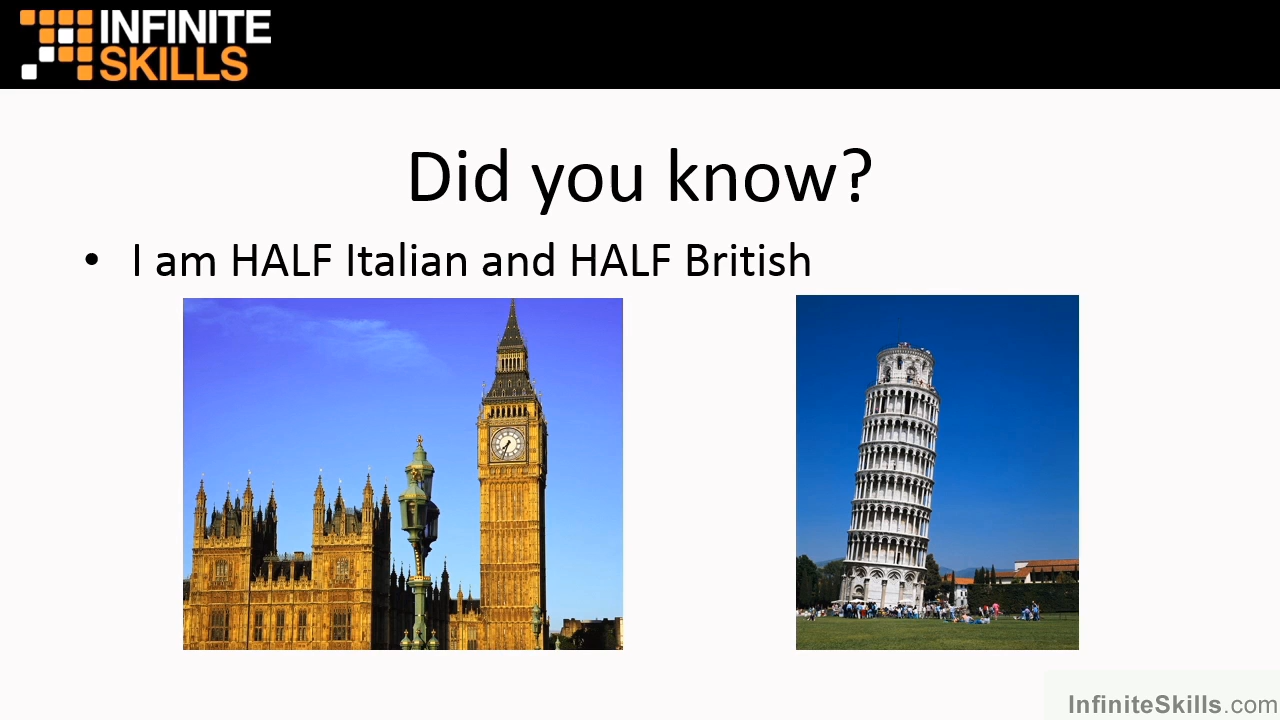 INFINITE
SKILLS
Did you know?
• I am HALF Italian and HALF British
InfiniteSkills.com